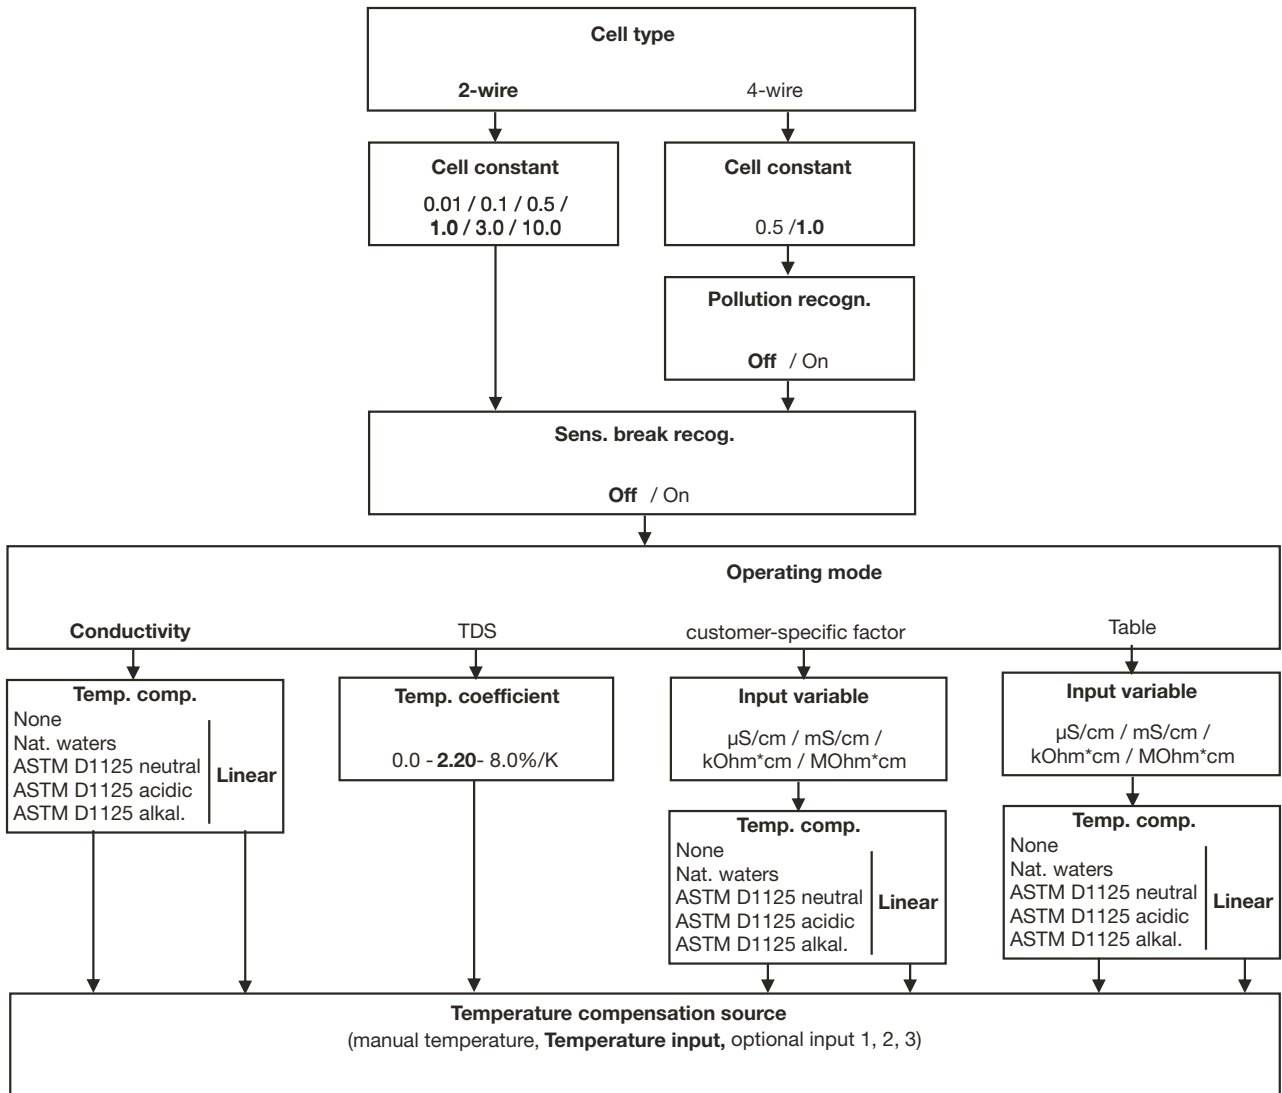 Cell type
2-wire
4-wire
Cell constant
0.01 / 0.1 / 0.5 /
1.0 / 3.0 / 10.0
Cell constant
0.5 /1.0
Pollution recogn.
Off / On
Sens. break recog.
Off / On
Operating mode
Conductivity
TDS
customer-specific factor
Table
Temp. comp.
None
Nat. waters
ASTM D1125 neutral
ASTM D1125 acidic
ASTM D1125 alkal.
Linear
Temp. coefficient
0.0 - 2.20- 8.0%/K
Input variable
µS/cm / mS/cm /
kOhm*cm / MOhm*cm
Temp. comp.
None
Nat. waters
ASTM D1125 neutral
ASTM D1125 acidic
ASTM D1125 alkal.
Linear
Input variable
µS/cm / mS/cm /
kOhm*cm / MOhm*cm
Temp. comp.
None
Nat. waters
ASTM D1125 neutral
ASTM D1125 acidic
ASTM D1125 alkal.
Linear
Temperature compensation source
(manual temperature, Temperature input, optional input 1, 2, 3)